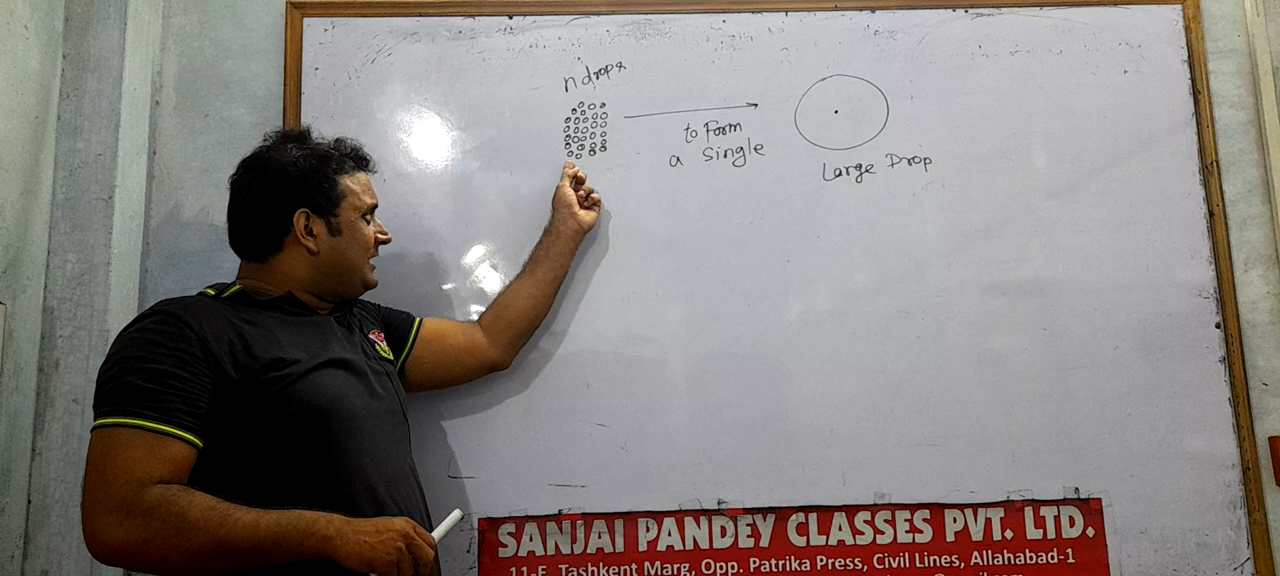 n drops
to Form
a Single
Large Drop
SANJAI PANDEY CLASSES PVT. LTD.
11-E, Tashkent Marg, Opp. Patrika Press, Civil Lines, Allahabad-1